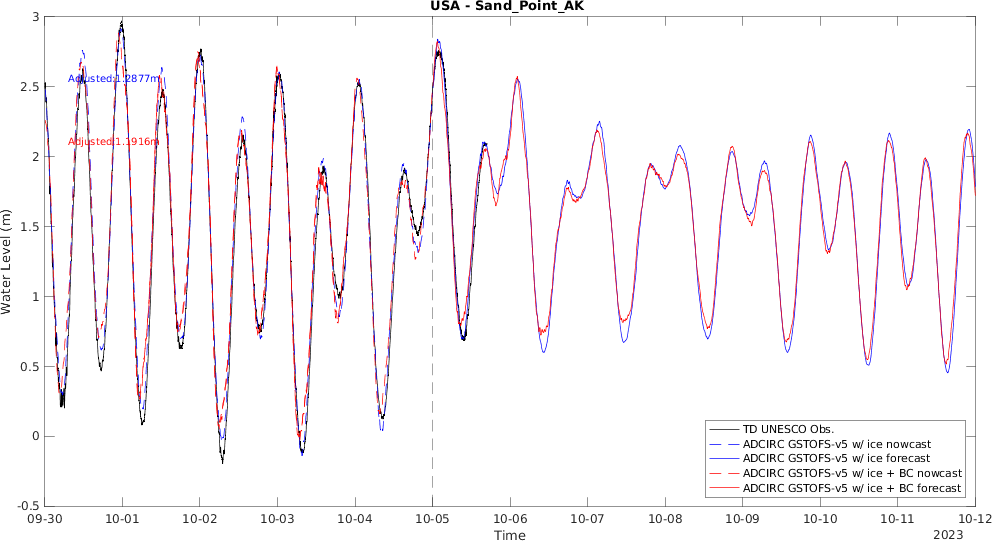 USA - Sand_Point_AK
3
2.5
2
1.5
1
0.5
0
-0.5
Water Level (m)
Adjusted:1.2877m
Adjusted:1.1916m
TD UNESCO Obs.
ADCIRC GSTOFS-v5 w/ ice nowcast
ADCIRC GSTOFS-v5 w/ ice forecast
ADCIRC GSTOFS-v5 w/ ice + BC nowcast
ADCIRC GSTOFS-v5 w/ ice + BC forecast
09-30 10-01 10-02 10-03 10-04 10-05 10-06 10-07 10-08 10-09 10-10 10-11 10-12
Time
2023